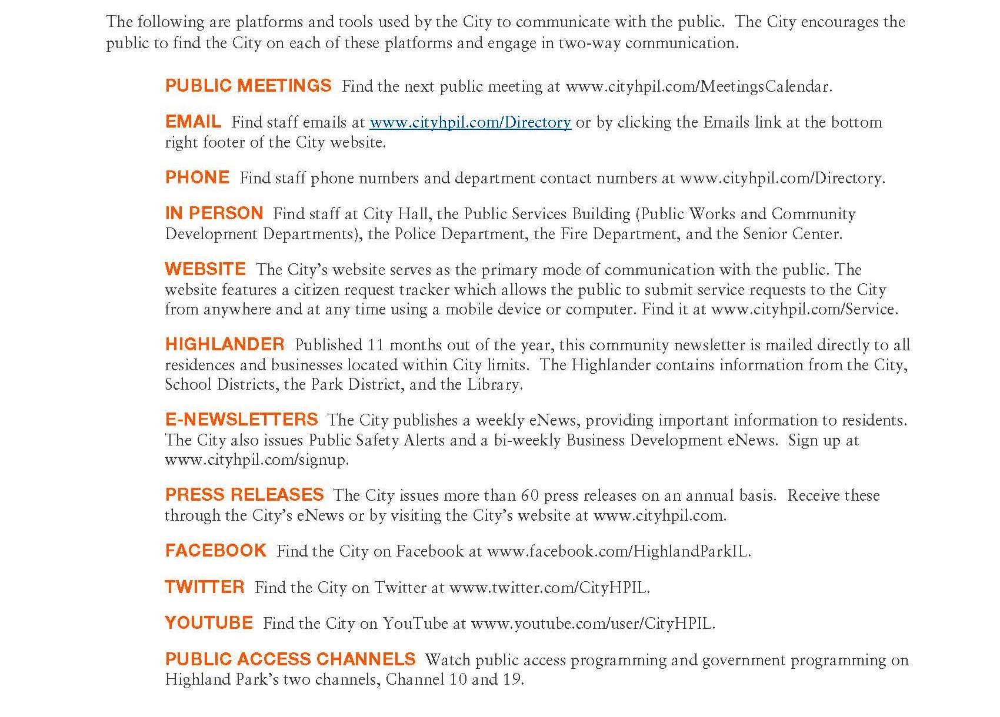 The following are platforms and tools used by the City to communicate with the public.  The City encourages the
public to find the City on each of these platforms and engage in two-way communication.
PUBLIC MEETINGS  Find the next public meeting at www.cityhpil.com/MeetingsCalendar.
EMAIL  Find staff emails at www.cityhpil.com/Directory or by clicking the Emails link at the bottom
right footer of the City website.
PHONE  Find staff phone numbers and department contact numbers at www.cityhpil.com/Directory.
IN PERSON  Find staff at City Hall, the Public Services Building (Public Works and Community
Development Departments), the Police Department, the Fire Department, and the Senior Center.
WEBSITE  The City’s website serves as the primary mode of communication with the public. The
website features a citizen request tracker which allows the public to submit service requests to the City
from anywhere and at any time using a mobile device or computer. Find it at www.cityhpil.com/Service.
HIGHLANDER  Published 11 months out of the year, this community newsletter is mailed directly to all
residences and businesses located within City limits.  The Highlander contains information from the City,
School Districts, the Park District, and the Library.
E-NEWSLETTERS  The City publishes a weekly eNews, providing important information to residents.
The City also issues Public Safety Alerts and a bi-weekly Business Development eNews.  Sign up at
www.cityhpil.com/signup.
PRESS RELEASES  The City issues more than 60 press releases on an annual basis.  Receive these
through the City’s eNews or by visiting the City’s website at www.cityhpil.com.
FACEBOOK  Find the City on Facebook at www.facebook.com/HighlandParkIL.
TWITTER  Find the City on Twitter at www.twitter.com/CityHPIL.
YOUTUBE  Find the City on YouTube at www.youtube.com/user/CityHPIL.
PUBLIC ACCESS CHANNELS  Watch public access programming and government programming on
Highland Park’s two channels, Channel 10 and 19.